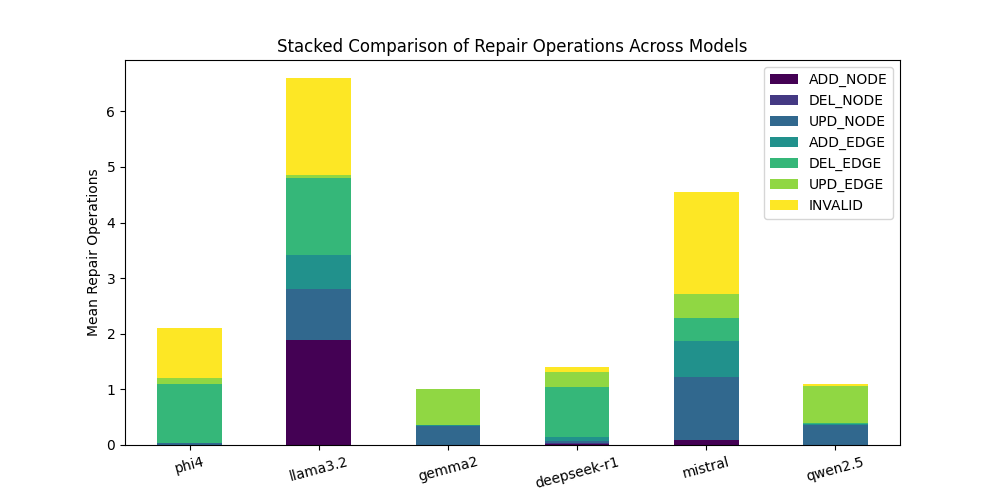 Stacked Comparison of Repair Operations Across Models
Mean Repair Operations
6
5
4
3
2
1
0
phi4
llama3.2
gemma2
deepseek-r1
mistral
qwen2.5
ADD_NODE
DEL_NODE
UPD_NODE
ADD_EDGE
DEL_EDGE
UPD_EDGE
INVALID